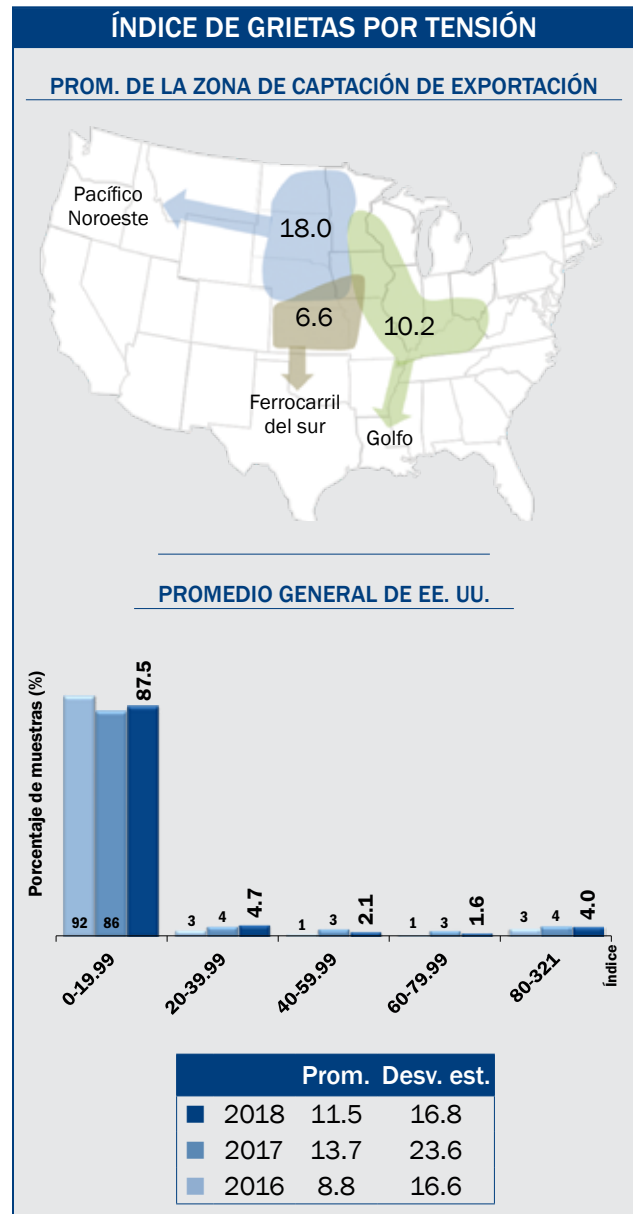 ÍNDICE DE GRIETAS POR TENSIÓN
PROM. DE LA ZONA DE CAPTACIÓN DE EXPORTACIÓN
Pacífico
Noroeste
18.0
6.6
10.2
Ferrocarril
del sur
Golfo
PROMEDIO GENERAL DE EE. UU.
Porcentaje de muestras (%)
92 86 87.5
3 4 4.7
1 3 2.1
1 3 1.6
3 4 4.0
0-19.99 20-39.99 40-59.99 60-79.99 80-321
Índice
Prom. Desv. est.
2018 11.5 16.8
2017 13.7 23.6
2016 8.8 16.6